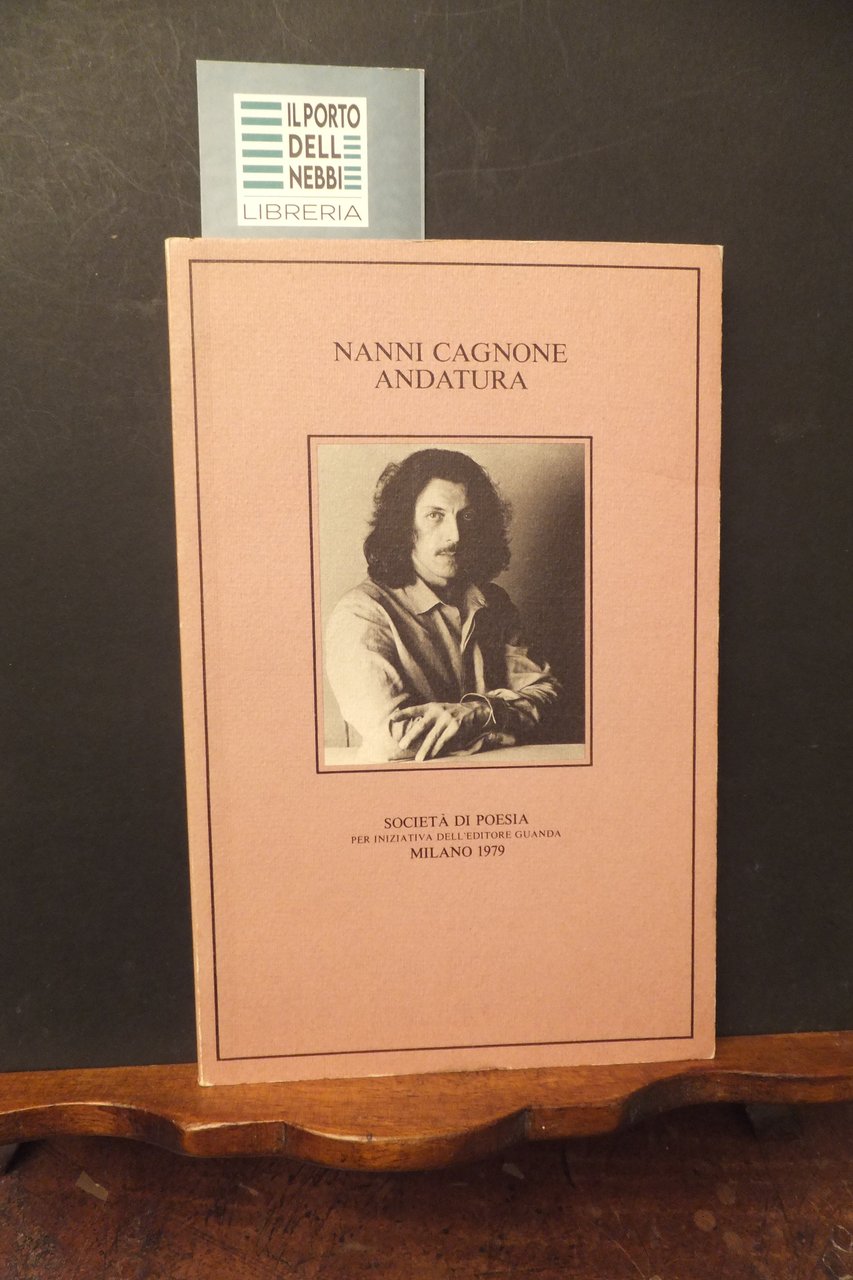 IL PORTO
DELL
NEBBI
LIBRERIA
NANNI CAGNONE
ANDATURA
SOCIETÀ DI POESIA
PER INIZIATIVA DELL'EDITORE GUANDA
MILANO 1979